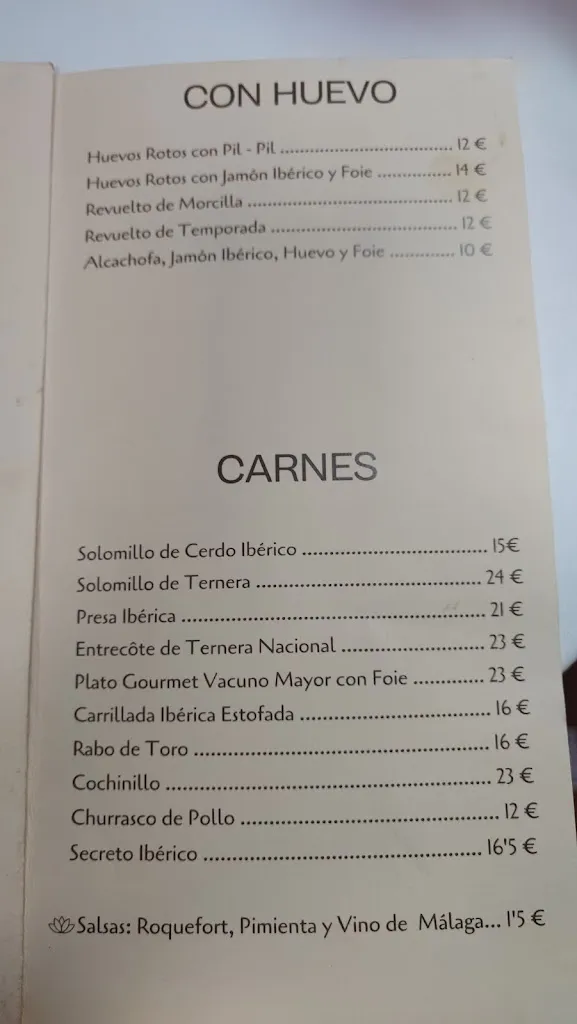 CON HUEVO
Huevos Rotos con Pil - Pil ........................................ 12 €
Huevos Rotos con Jamón Ibérico y Foie ................. 14 €
Revuelto de Morcilla ................................................ 12 €
Revuelto de Temporada ........................................... 12 €
Alcachofa, Jamón Ibérico, Huevo y Foie ............... 10 €
CARNES
Solomillo de Cerdo Ibérico ...................................... 15€
Solomillo de Ternera .............................................. 24 €
Presa Ibérica ............................................................. 21 €
Entrecôte de Ternera Nacional ............................. 23 €
Plato Gourmet Vacuno Mayor con Foie .............. 23 €
Carrillada Ibérica Estofada ...................................... 16 €
Rabo de Toro ........................................................... 16 €
Cochinillo ................................................................. 23 €
Churrasco de Pollo .................................................. 12 €
Secreto Ibérico ........................................................ 16'5 €
Salsas: Roquefort, Pimienta y Vino de Málaga... 1'5 €